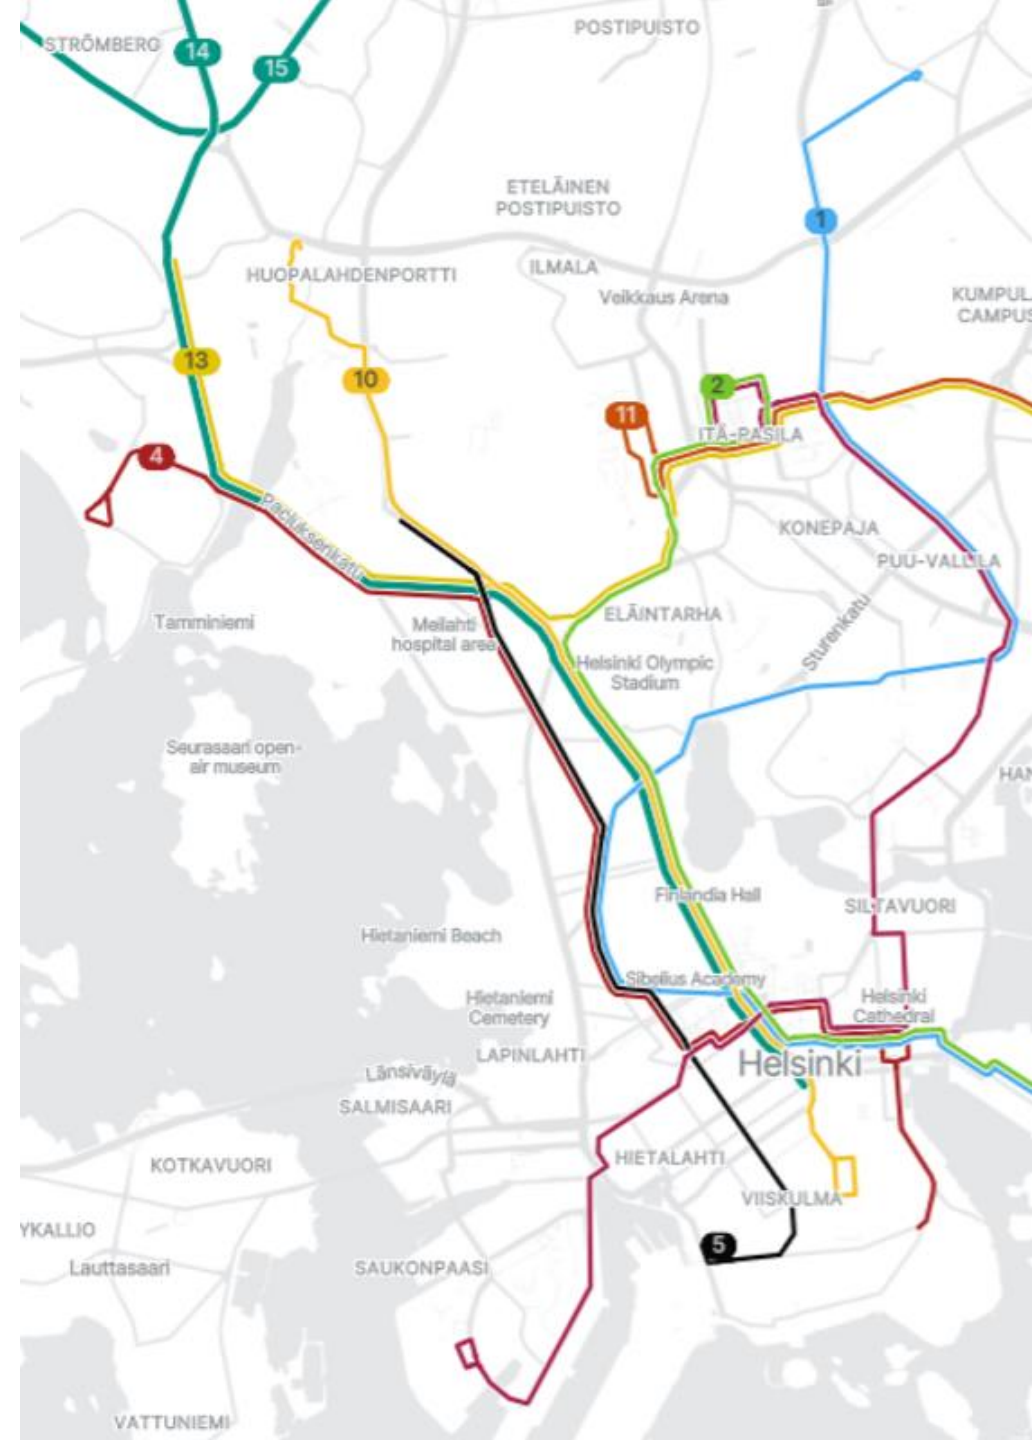 POSTIPUISTO
STRÖMBERG
14
15
ETELÄINEN
POSTIPUISTO
1
HUOPALAHDENPORTTI
ILMALA
Veikkaus Arena
KUMPUL
CAMPUS
13
10
2
11
ITÄ-PASILA
4
Paciuksenkatu
KONEPAJA
PUU-VALLILA
Tamminiemi
Meilahti
hospital area
ELÄINTARHA
Sturenkatu
Helsinki Olympic
Stadium
Seurasaari open-
air museum
HAN
Finlandia Hall
SILTAVUORI
Hietaniemi Beach
Sibelius Academy
Hietaniemi
Cemetery
Helsinki
Cathedral
LAPINLAHTI
Helsinki
Länsiväylä
SALMISAARI
KOTKAVUORI
HIETALAHTI
VIISKULMA
YKALLIO
5
Lauttasaari
SAUKONPAASI
VATTUNIEMI